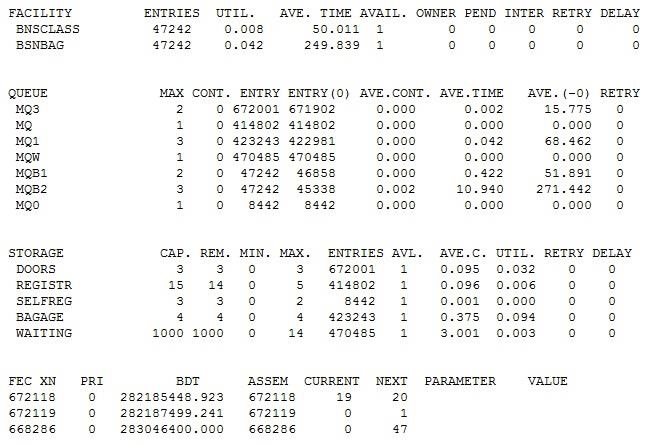 FACILITY ENTRIES UTIL. AVE. TIME AVAIL. OWNER PEND INTER RETRY DELAY
BNSCLASS 47242 0.008 50.011 1 0 0 0 0 0
BSNBAG 47242 0.042 249.839 1 0 0 0 0 0
QUEUE MAX CONT. ENTRY ENTRY(0) AVE.CONT. AVE.TIME AVE.(-0) RETRY
MQ3 2 0 672001 671902 0.000 0.002 15.775 0
MQ 1 0 414802 414802 0.000 0.000 0.000 0
MQ1 3 0 423243 422981 0.000 0.042 68.462 0
MQW 1 0 470485 470485 0.000 0.000 0.000 0
MQB1 2 0 47242 46858 0.000 0.422 51.891 0
MQB2 3 0 47242 45338 0.002 10.940 271.442 0
MQ0 1 0 8442 8442 0.000 0.000 0.000 0
STORAGE CAP. REM. MIN. MAX. ENTRIES AVL. AVE.C. UTIL. RETRY DELAY
DOORS 3 3 0 3 672001 1 0.095 0.032 0 0
REGISTR 15 14 0 5 414802 1 0.096 0.006 0 0
SELFREG 3 3 0 2 8442 1 0.001 0.000 0 0
BAGAGE 4 4 0 4 423243 1 0.375 0.094 0 0
WAITING 1000 1000 0 14 470485 1 3.001 0.003 0 0
FEC XN PRI BDT ASSEM CURRENT NEXT PARAMETER VALUE
672118 0 282185448.923 672118 19 20
672119 0 282187499.241 672119 0 1
668286 0 283046400.000 668286 0 47